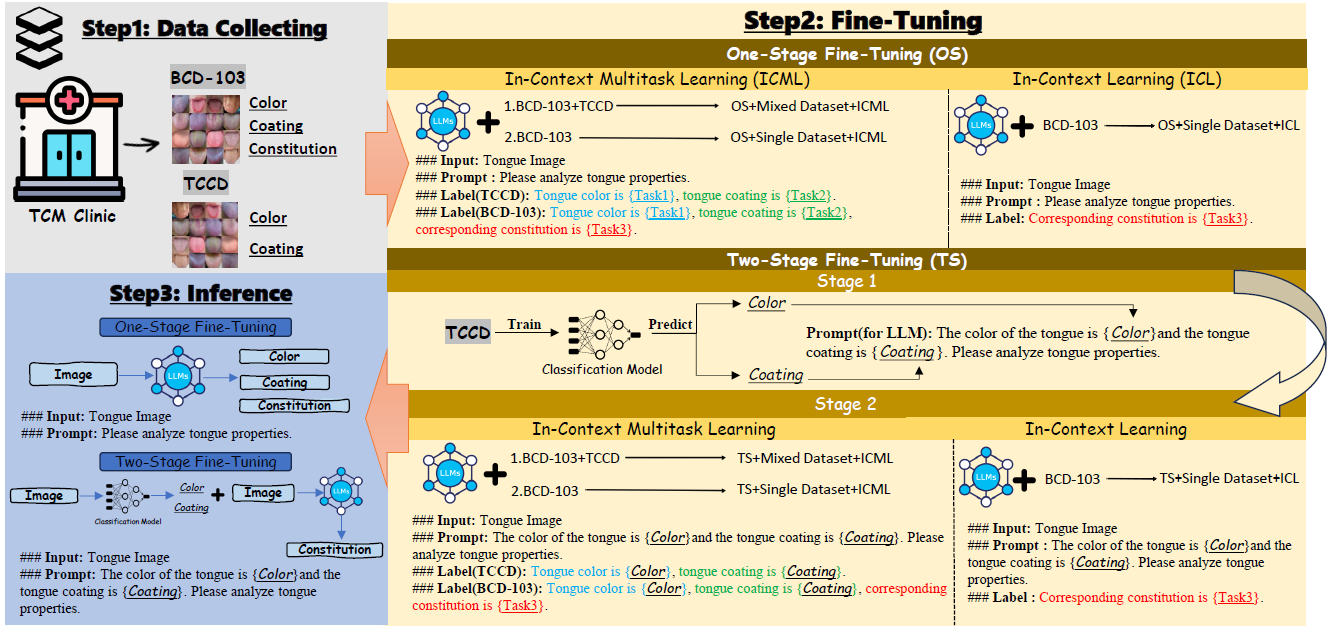 Step1: Data Collecting
BCD-103
Color
Coating
Constitution
TCCD
Color
Coating
TCM Clinic
Step2: Fine-Tuning
One-Stage Fine-Tuning (OS)
In-Context Multitask Learning (ICML)
LLMs
1.BCD-103+TCCD
OS+Mixed Dataset+ICML
2.BCD-103
OS+Single Dataset+ICML
### Input: Tongue Image
### Prompt : Please analyze tongue properties.
### Label(TCCD): Tongue color is {Task1}, tongue coating is {Task2}.
### Label(BCD-103): Tongue color is {Task1}, tongue coating is {Task2},
corresponding constitution is {Task3}.
In-Context Learning (ICL)
LLMs
BCD-103
OS+Single Dataset+ICL
### Input: Tongue Image
### Prompt : Please analyze tongue properties.
### Label: Corresponding constitution is {Task3}.
Two-Stage Fine-Tuning (TS)
Stage 1
TCCD
Train
Classification Model
Predict
Color
Coating
Prompt(for LLM): The color of the tongue is {Color}and the tongue
coating is {Coating}. Please analyze tongue properties.
Stage 2
In-Context Multitask Learning
LLMs
1.BCD-103+TCCD
TS+Mixed Dataset+ICML
2.BCD-103
TS+Single Dataset+ICML
### Input: Tongue Image
### Prompt: The color of the tongue is {Color}and the tongue coating is {Coating}. Please
analyze tongue properties.
### Label(TCCD): Tongue color is {Color}, tongue coating is {Coating}.
### Label(BCD-103): Tongue color is {Color}, tongue coating is {Coating}, corresponding
constitution is {Task3}.
In-Context Learning
LLMs
BCD-103
TS+Single Dataset+ICL
### Input: Tongue Image
### Prompt : The color of the tongue is {Color}and the
tongue coating is {Coating}. Please analyze tongue
properties.
### Label : Corresponding constitution is {Task3}.
Step3: Inference
One-Stage Fine-Tuning
Image
LLMs
Color
Coating
Constitution
### Input: Tongue Image
### Prompt: Please analyze tongue properties.
Two-Stage Fine-Tuning
Image
Classification Model
Color
Coating
Image
LLMs
Constitution
### Input: Tongue Image
### Prompt: The color of the tongue is {Color}and the
tongue coating is {Coating}. Please analyze tongue
properties.